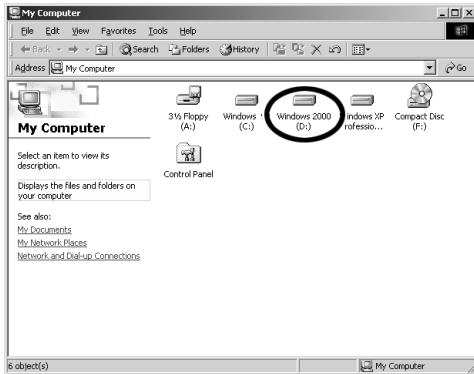 My Computer
File Edit View Favorites Tools Help
Back Search Folders History
Address My Computer Go
My Computer
Select an item to view its
description.
Displays the files and folders on
your computer
See also:
My Documents
My Network Places
Network and Dial-up Connections
3½ Floppy
(A:)
Windows
(C:)
Windows 2000
(D:)
indows XP
rofessio...
Compact Disc
(F:)
Control Panel
6 object(s) My Computer